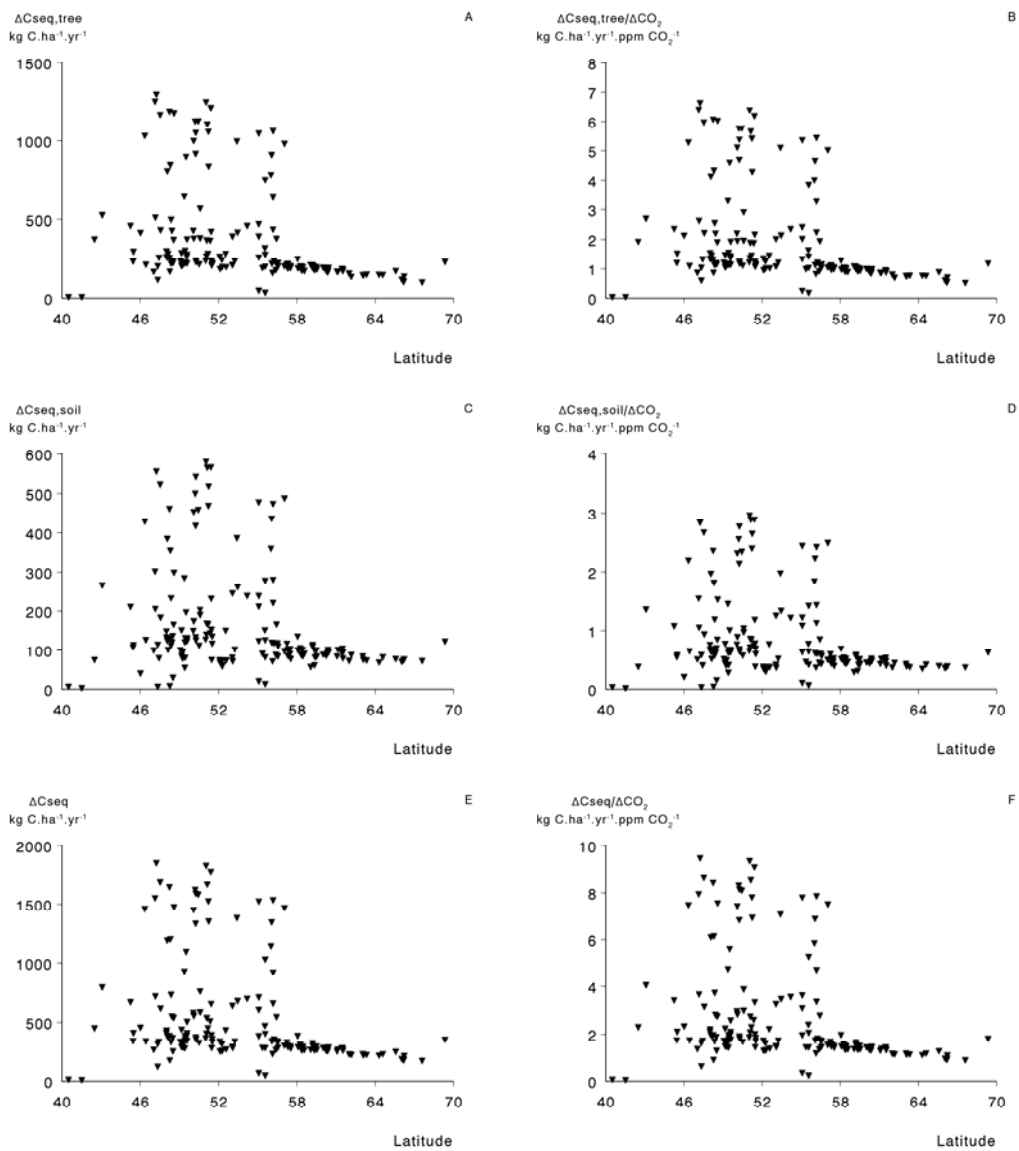 ΔCseq,tree
kg C.ha⁻¹.yr⁻¹
A
1500
1000
500
0
40 46 52 58 64 70
Latitude
ΔCseq,tree/ΔCO₂
kg C.ha⁻¹.yr⁻¹.ppm CO₂⁻¹
B
8
7
6
5
4
3
2
1
0
40 46 52 58 64 70
Latitude
ΔCseq,soil
kg C.ha⁻¹.yr⁻¹
C
600
500
400
300
200
100
0
40 46 52 58 64 70
Latitude
ΔCseq,soil/ΔCO₂
kg C.ha⁻¹.yr⁻¹.ppm CO₂⁻¹
D
4
3
2
1
0
40 46 52 58 64 70
Latitude
ΔCseq
kg C.ha⁻¹.yr⁻¹
E
2000
1500
1000
500
0
40 46 52 58 64 70
Latitude
ΔCseq/ΔCO₂
kg C.ha⁻¹.yr⁻¹.ppm CO₂⁻¹
F
10
8
6
4
2
0
40 46 52 58 64 70
Latitude